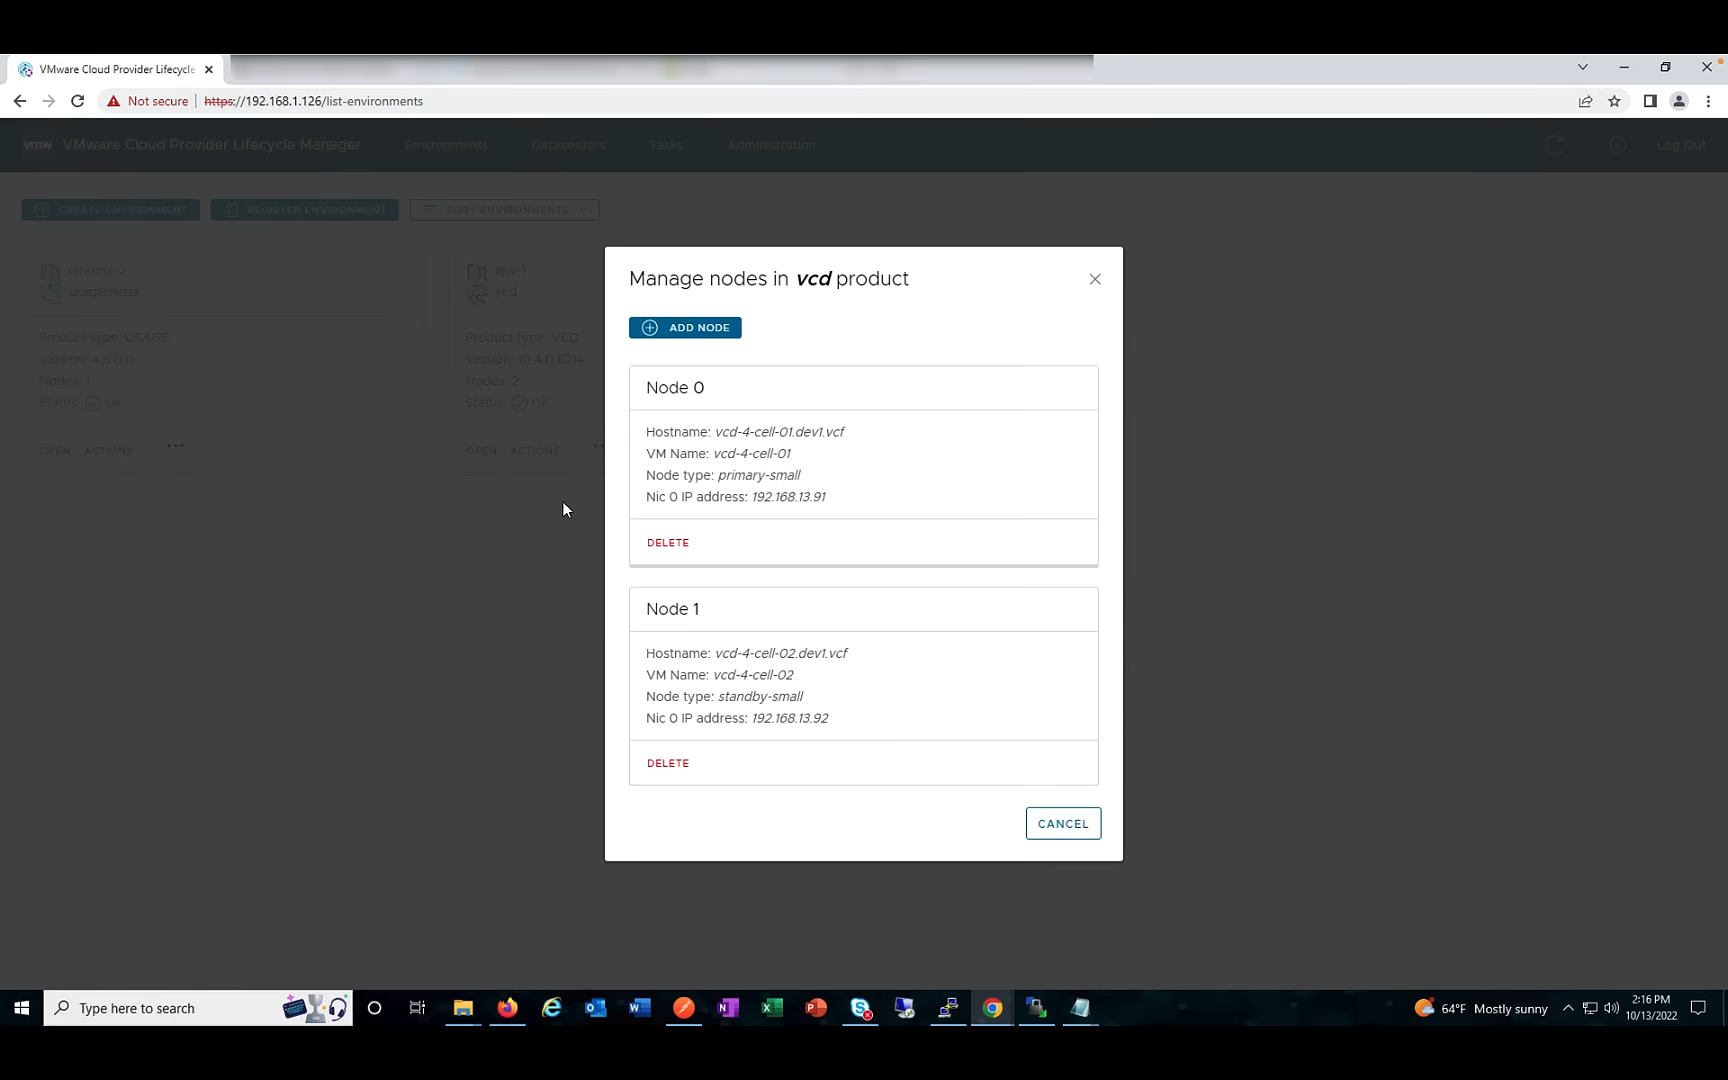 VMware Cloud Provider Lifecycle
Not secure
https://192.168.1.126/list-environments
vmw VMware Cloud Provider Lifecycle Manager Environments Datacenters Tasks Administration Log Out
CREATE ENVIRONMENT REGISTER ENVIRONMENT SORT ENVIRONMENTS
um-env-2
env-1
vcd
Product type: USAGE
Version: 4.6.0.0
Nodes: 1
Status: OK
OPEN ACTIONS
Product type: VCD
Version: 10.4.0.8214
Nodes: 2
Status: OK
OPEN ACTIONS
Manage nodes in vcd product
ADD NODE
Node 0
Hostname: vcd-4-cell-01.dev1.vcf
VM Name: vcd-4-cell-01
Node type: primary-small
Nic 0 IP address: 192.168.13.91
DELETE
Node 1
Hostname: vcd-4-cell-02.dev1.vcf
VM Name: vcd-4-cell-02
Node type: standby-small
Nic 0 IP address: 192.168.13.92
DELETE
CANCEL
Type here to search
64°F Mostly sunny
2:16 PM
10/13/2022